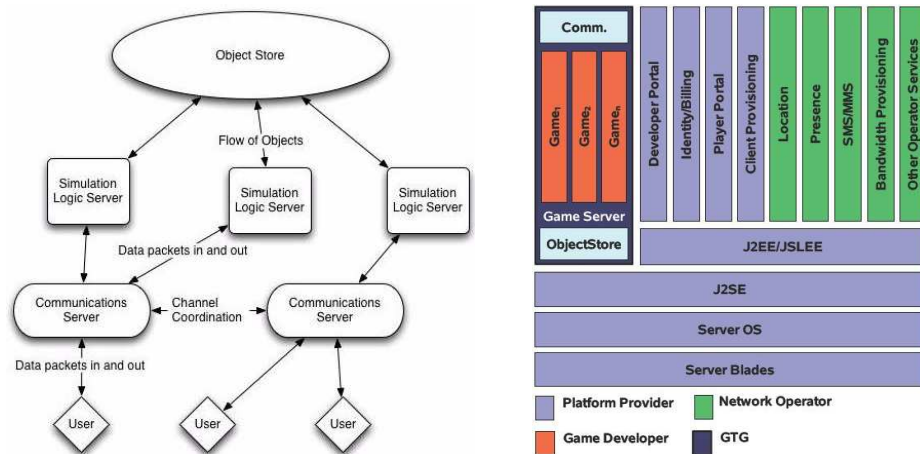 Object Store
Flow of Objects
Simulation
Logic Server
Simulation
Logic Server
Simulation
Logic Server
Data packets in and out
Communications
Server
Channel
Coordination
Communications
Server
Data packets in and out
User
User
User
Comm.
Game1
Game2
Gamen
Game Server
ObjectStore
Developer Portal
Identity/Billing
Player Portal
Client Provisioning
Location
Presence
SMS/MMS
Bandwidth Provisioning
Other Operator Services
J2EE/JSLEE
J2SE
Server OS
Server Blades
Platform Provider
Network Operator
Game Developer
GTG